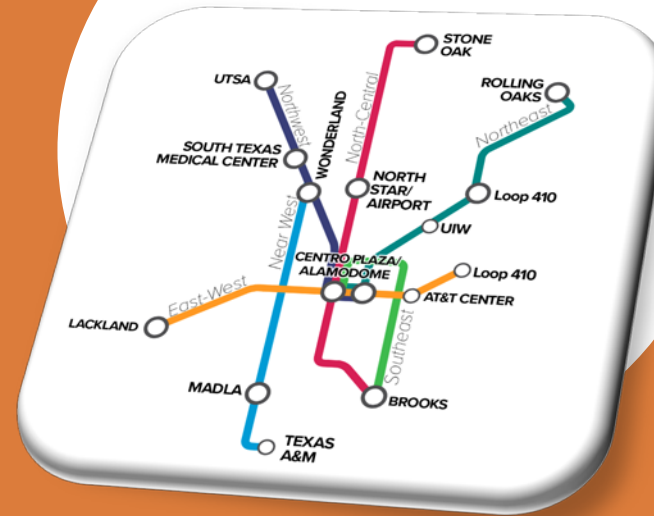 STONE
OAK
UTSA
ROLLING
OAKS
Northwest
WONDERLAND
North-Central
Northeast
SOUTH TEXAS
MEDICAL CENTER
NORTH
STAR/
AIRPORT
Loop 410
UIW
Near West
CENTRO PLAZA/
ALAMODOME
Loop 410
East-West
AT&T CENTER
LACKLAND
Southeast
MADLA
BROOKS
TEXAS
A&M